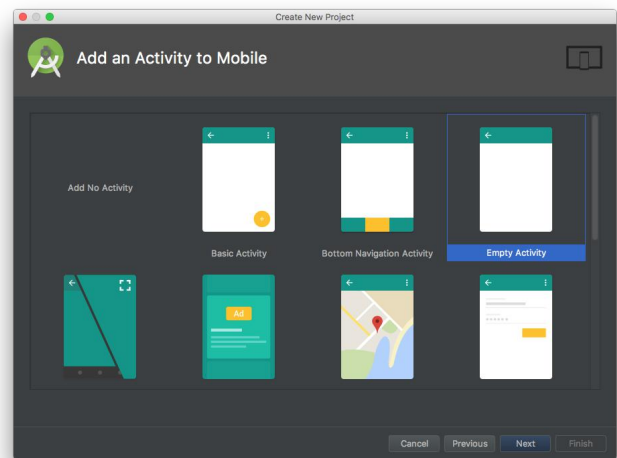 Create New Project
Add an Activity to Mobile
Add No Activity
Basic Activity
Bottom Navigation Activity
Empty Activity
Ad
Cancel
Previous
Next
Finish